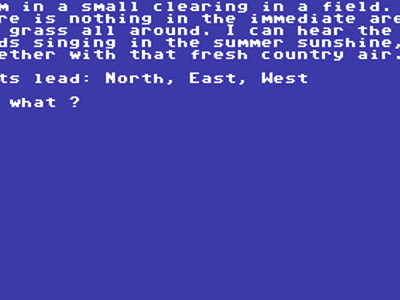 m in a small clearing in a field.
re is nothing in the immediate are
grass all around. I can hear the
ds singing in the summer sunshine,
ether with that fresh country air.
ts lead: North, East, West
what ?